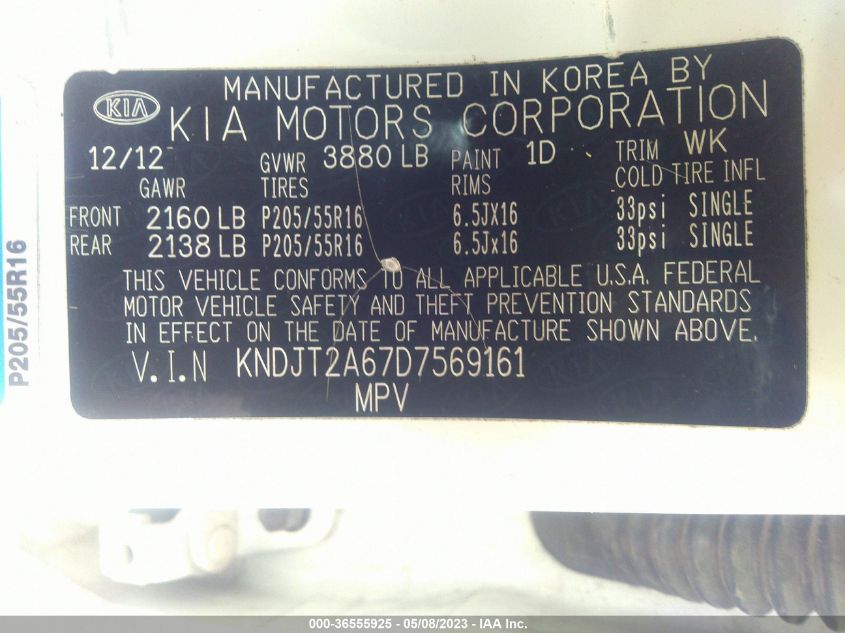 MANUFACTURED IN KOREA BY
KIA
KIA MOTORS CORPORATION
12/12 GVWR 3880 LB PAINT 1D TRIM WK
GAWR TIRES RIMS COLD TIRE INFL
FRONT 2160 LB P205/55R16 6.5JX16 33psi SINGLE
REAR 2138 LB P205/55R16 6.5Jx16 33psi SINGLE
THIS VEHICLE CONFORMS TO ALL APPLICABLE U.S.A. FEDERAL
MOTOR VEHICLE SAFETY AND THEFT PREVENTION STANDARDS
IN EFFECT ON THE DATE OF MANUFACTURE SHOWN ABOVE.
V.I.N KNDJT2A67D7569161
MPV
P205/55R16
000-36555925 - 05/08/2023 - IAA Inc.